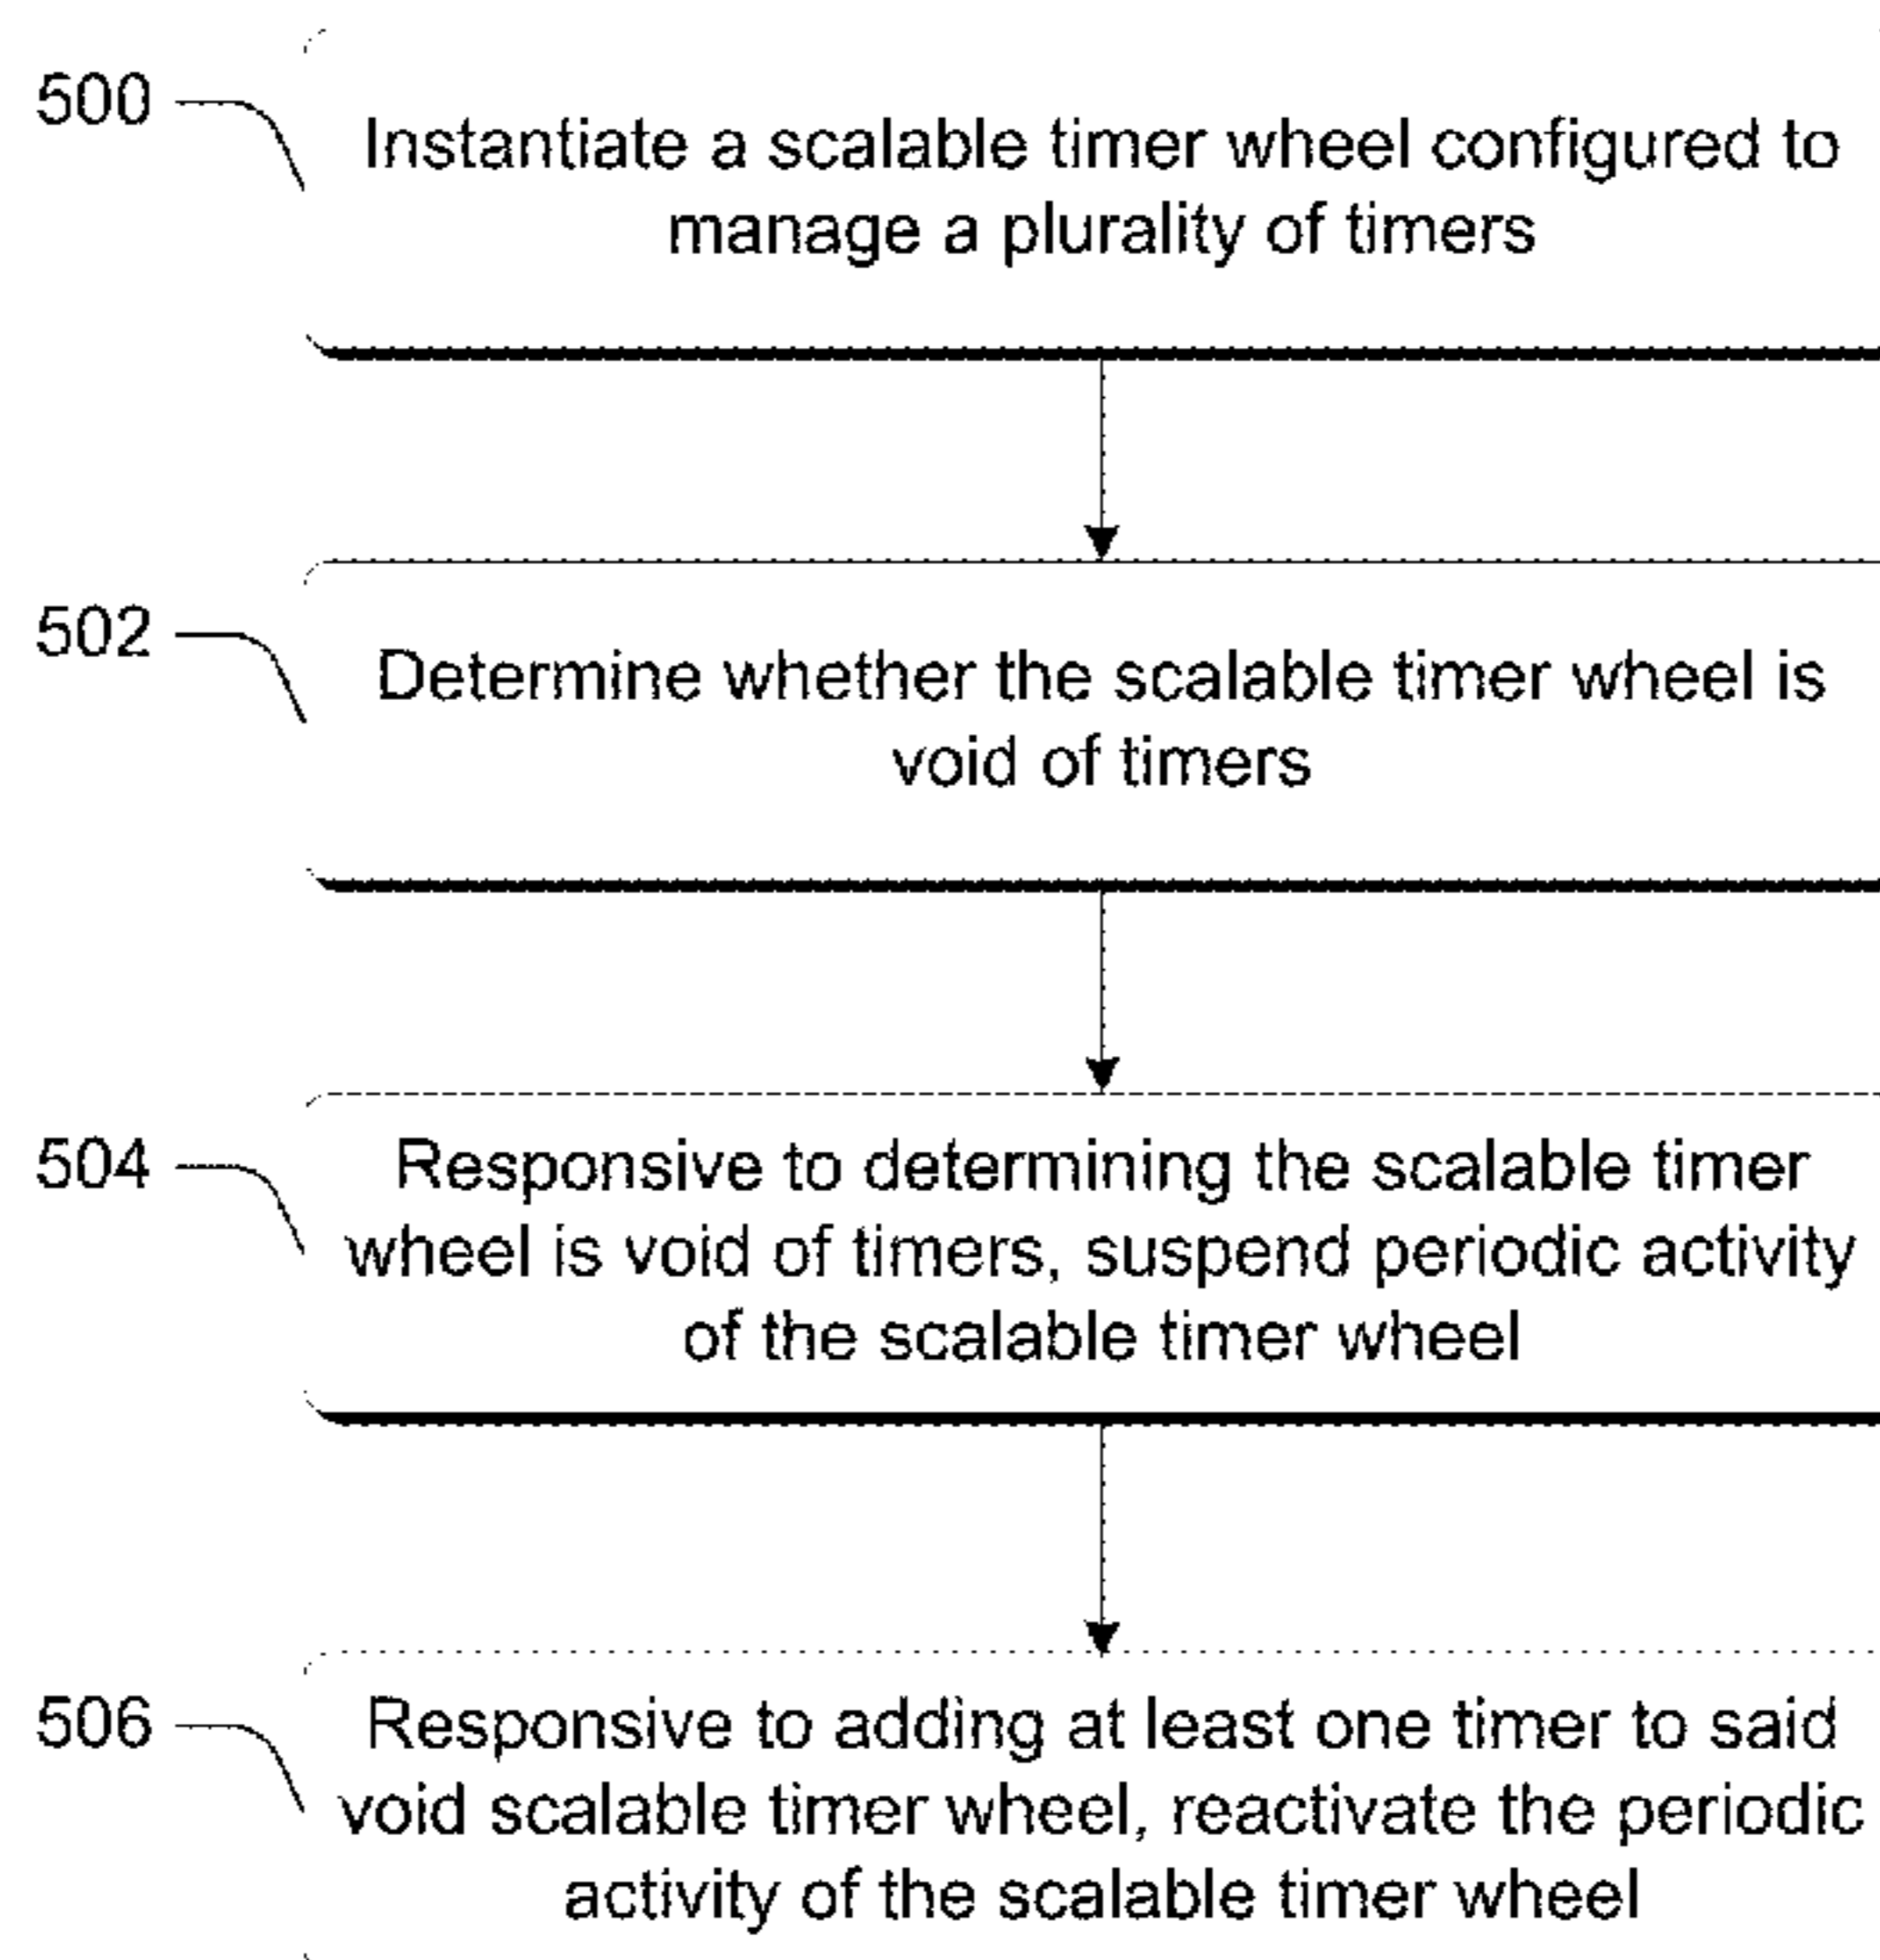 500
Instantiate a scalable timer wheel configured to
manage a plurality of timers
502
Determine whether the scalable timer wheel is
void of timers
504
Responsive to determining the scalable timer
wheel is void of timers, suspend periodic activity
of the scalable timer wheel
506
Responsive to adding at least one timer to said
void scalable timer wheel, reactivate the periodic
activity of the scalable timer wheel